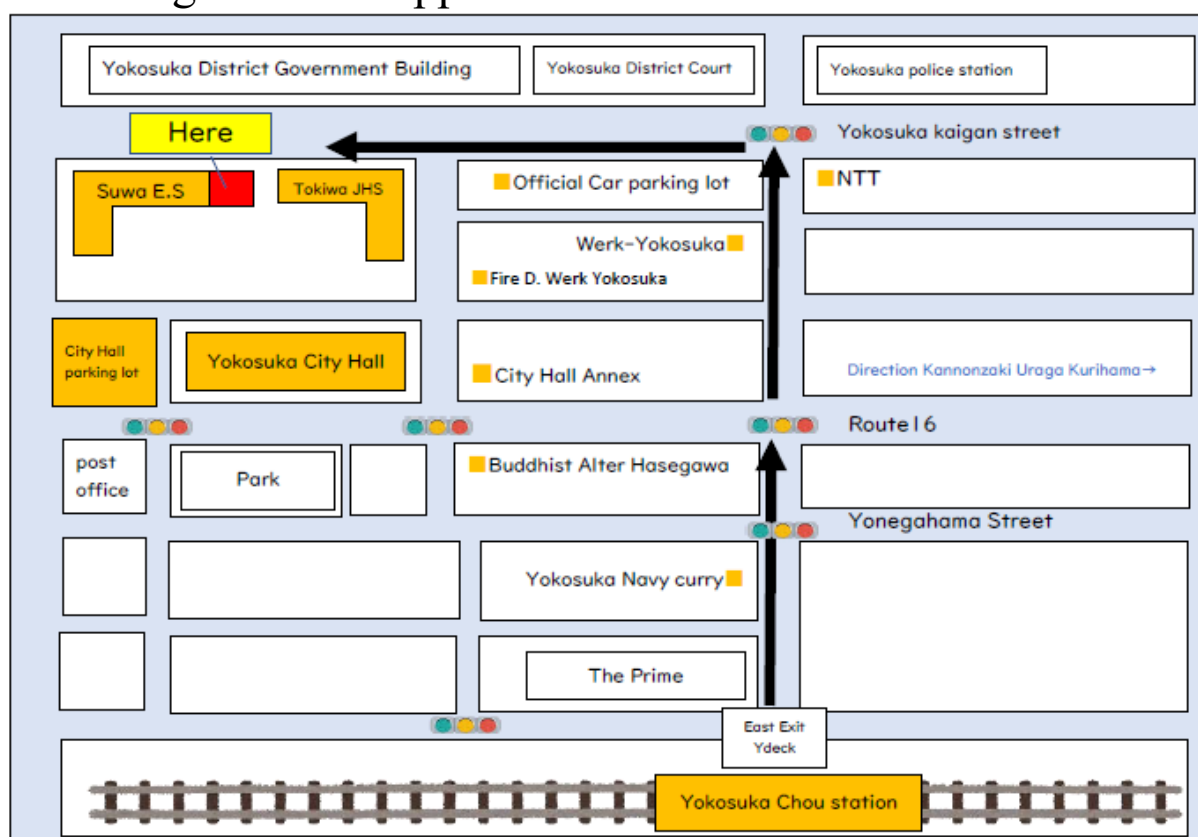 Yokosuka District Government Building
Yokosuka District Court
Yokosuka police station
Here
Yokosuka kaigan street
Suwa E.S
Tokiwa JHS
Official Car parking lot
NTT
Werk-Yokosuka
Fire D. Werk Yokosuka
City Hall
parking lot
Yokosuka City Hall
City Hall Annex
Direction Kannonzaki Uraga Kurihama→
Route16
post
office
Park
Buddhist Alter Hasegawa
Yonegahama Street
Yokosuka Navy curry
The Prime
East Exit
Ydeck
Yokosuka Chou station